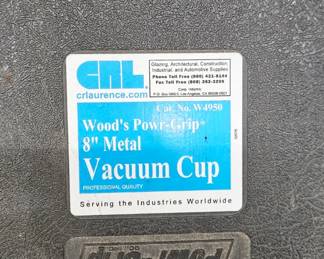 CRL
crlaurence.com
Glazing, Architectural, Construction,
Industrial, and Automotive Supplies
Phone Toll Free (800) 421-6144
Fax Toll Free (800) 262-3299
Cat. No. W4950
Wood's Powr-Grip®
8" Metal
Vacuum Cup
PROFESSIONAL QUALITY
Serving the Industries Worldwide